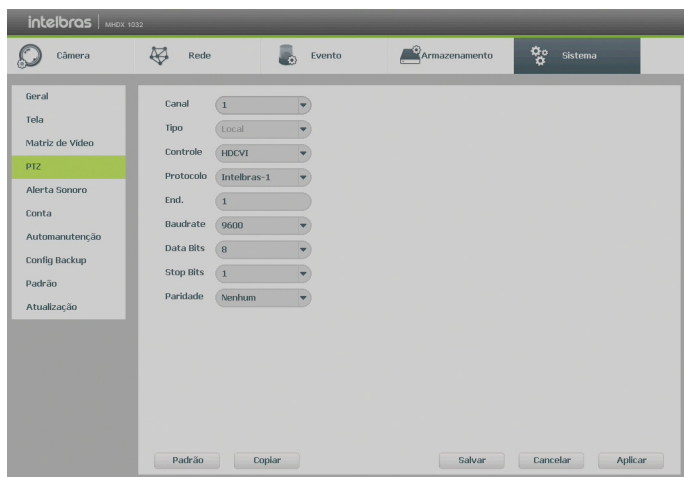 intelbras | MHDX 1032
Câmera
Rede
Evento
Armazenamento
Sistema
Geral
Tela
Matriz de Vídeo
PTZ
Alerta Sonoro
Conta
Automanutenção
Config Backup
Padrão
Atualização
Canal 1
Tipo Local
Controle HDCVI
Protocolo Intelbras-1
End. 1
Baudrate 9600
Data Bits 8
Stop Bits 1
Paridade Nenhum
Padrão Copiar Salvar Cancelar Aplicar